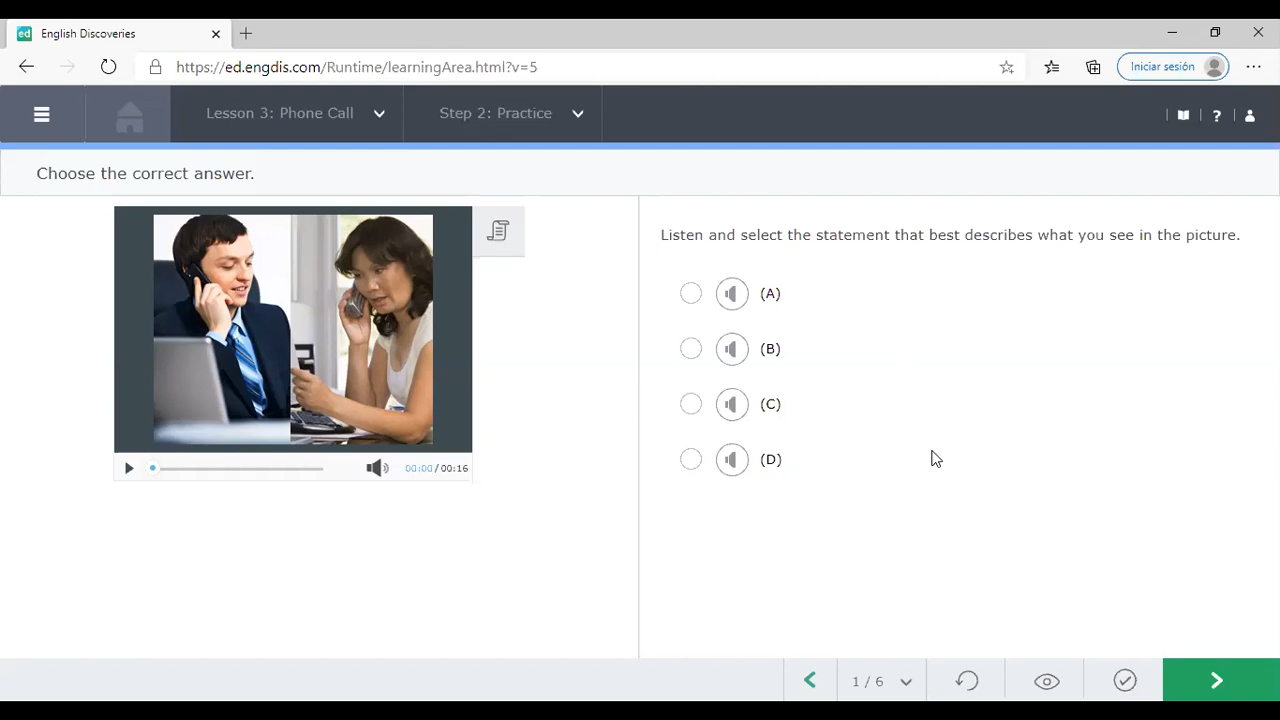 ed English Discoveries
https://ed.engdis.com/Runtime/learningArea.html?v=5
Iniciar sesión
Lesson 3: Phone Call
Step 2: Practice
?
Choose the correct answer.
Listen and select the statement that best describes what you see in the picture.
(A)
(B)
(C)
(D)
00:00/00:16
1 / 6